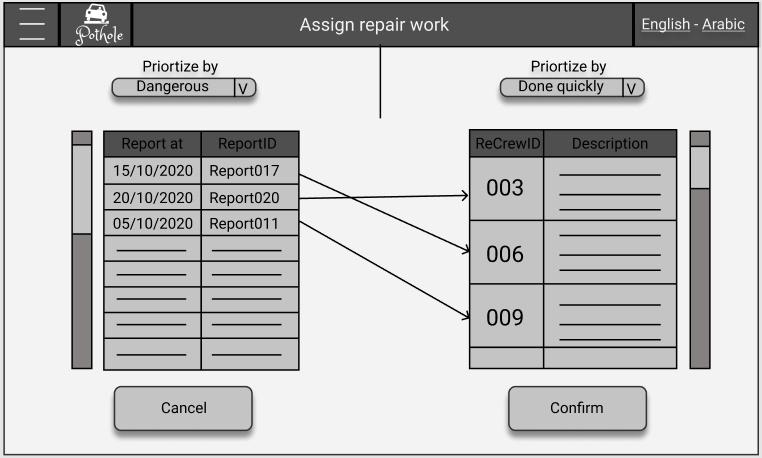 Pothole
Assign repair work
English - Arabic
Priortize by
Dangerous V
Priortize by
Done quickly V
Report at ReportID
15/10/2020 Report017
20/10/2020 Report020
05/10/2020 Report011
ReCrewID Description
003
006
009
Cancel
Confirm